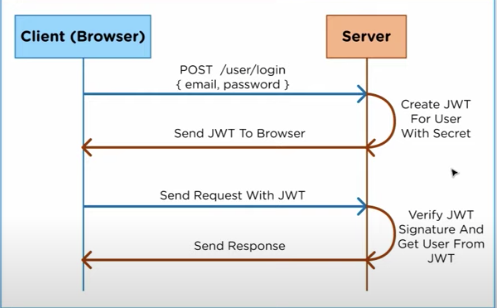 Client (Browser)
Server
POST /user/login
{ email, password }
Create JWT
For User
With Secret
Send JWT To Browser
Send Request With JWT
Verify JWT
Signature And
Get User From
JWT
Send Response